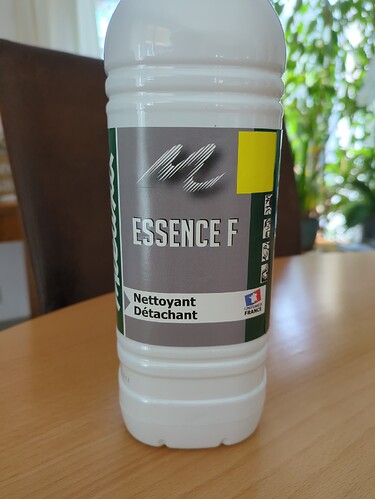 M
ESSENCE F
Nettoyant
Détachant
FRANCE